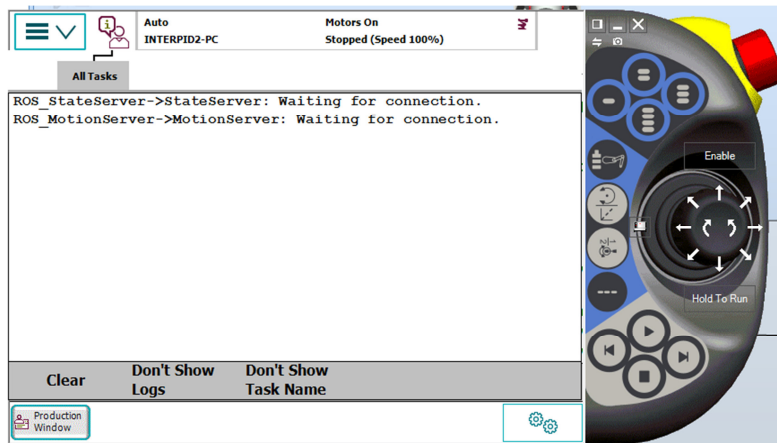 Auto
INTERPID2-PC
Motors On
Stopped (Speed 100%)
All Tasks
ROS_StateServer->StateServer: Waiting for connection.
ROS_MotionServer->MotionServer: Waiting for connection.
Enable
Hold To Run
Clear
Don't Show
Logs
Don't Show
Task Name
Production
Window